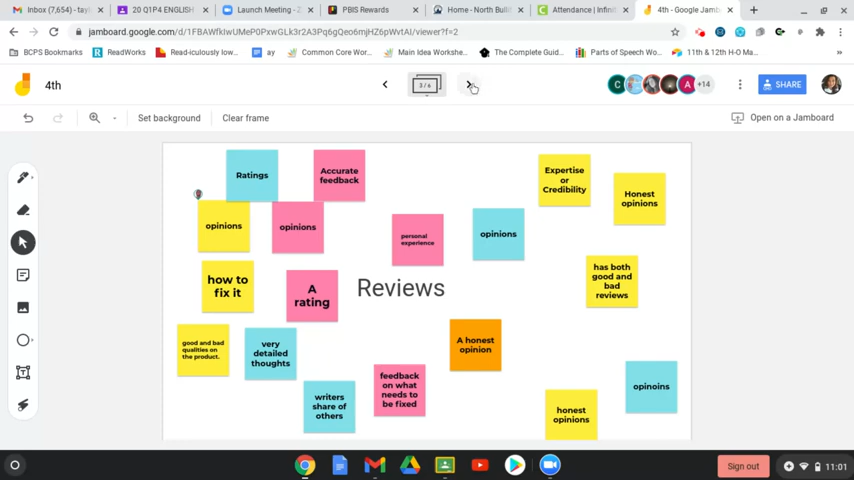 Inbox (7,654) - tayl
20 Q1P4 ENGLISH
Launch Meeting - Z
PBIS Rewards
Home - North Bullit
Attendance | Infinit
4th - Google Jamb
jamboard.google.com/d/1FBAWfkIwUMeP0PxwGLk3r2A3Pq6gQeo6mjHZ6pWvtAI/viewer?f=2
BCPS Bookmarks
ReadWorks
Read-iculously low...
ay
Common Core Wor...
Main Idea Workshe...
The Complete Guid...
Parts of Speech Wo...
11th & 12th H-O Ma...
4th
3 / 6
C
A
+14
SHARE
Set background
Clear frame
Open on a Jamboard
Ratings
Accurate
feedback
Expertise
or
Credibility
Honest
opinions
opinions
opinions
personal
experience
opinions
how to
fix it
A
rating
Reviews
has both
good and
bad
reviews
good and bad
qualities on
the product.
very
detailed
thoughts
A honest
opinion
writers
share of
others
feedback
on what
needs to
be fixed
opinoins
honest
opinions
Sign out
11:01